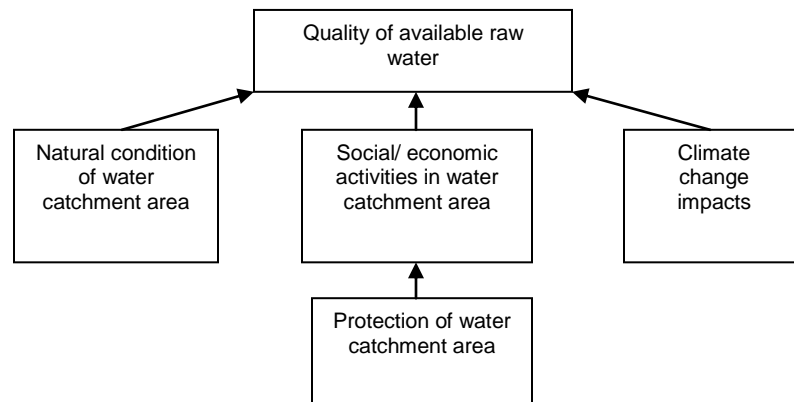 Quality of available raw
water
Natural condition
of water
catchment area
Social/ economic
activities in water
catchment area
Climate
change
impacts
Protection of water
catchment area